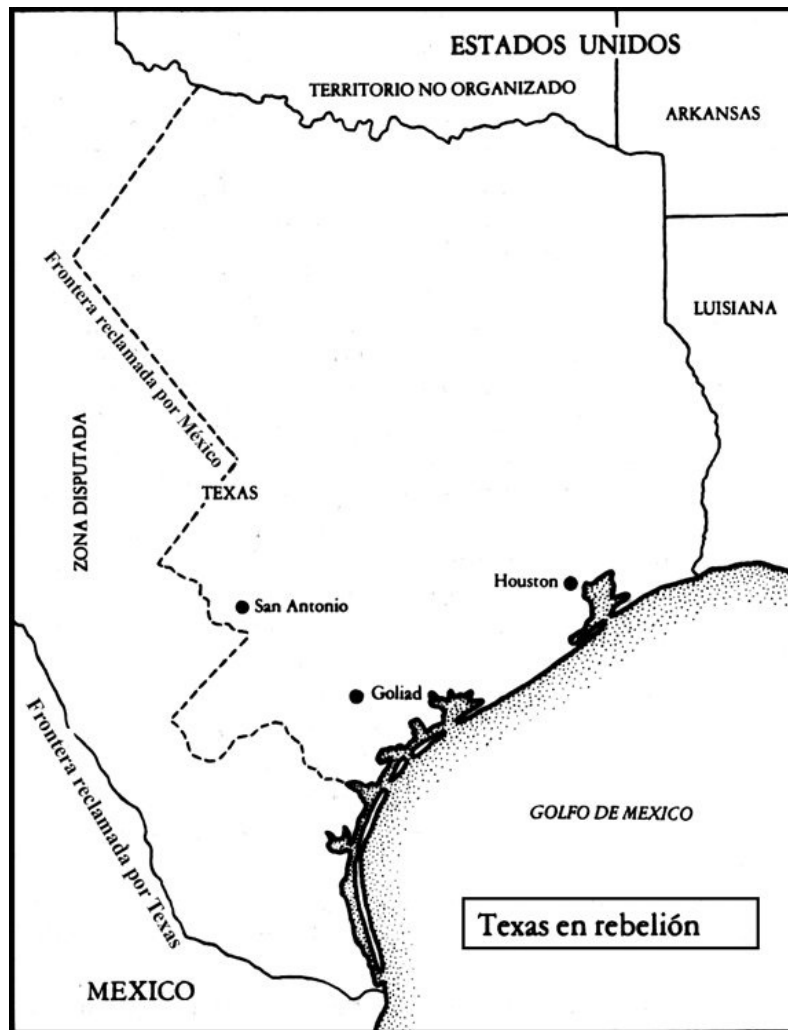 ESTADOS UNIDOS
TERRITORIO NO ORGANIZADO
ARKANSAS
LUISIANA
Frontera reclamada por México
ZONA DISPUTADA
TEXAS
Houston
San Antonio
Goliad
Frontera reclamada por Texas
GOLFO DE MEXICO
Texas en rebelión
MEXICO